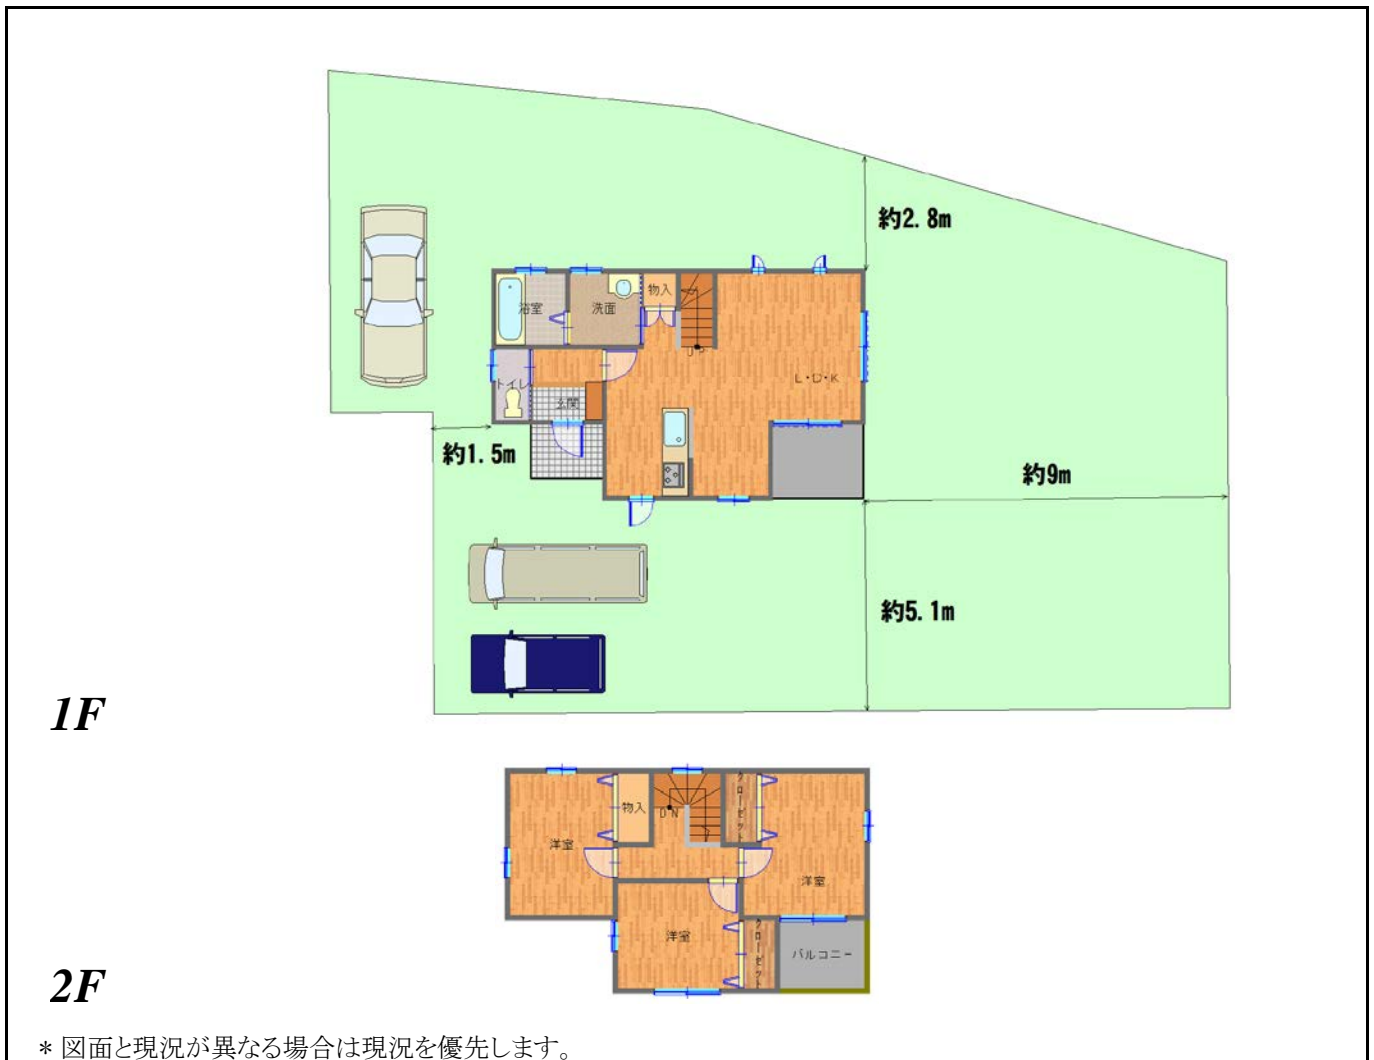 約2.8m
浴室
洗面
物入
UP
L・D・K
トイレ
玄関
約1.5m
約9m
約5.1m
1F
クローゼット
物入
DN
洋室
洋室
洋室
クローゼット
バルコニー
2F
* 図面と現況が異なる場合は現況を優先します。